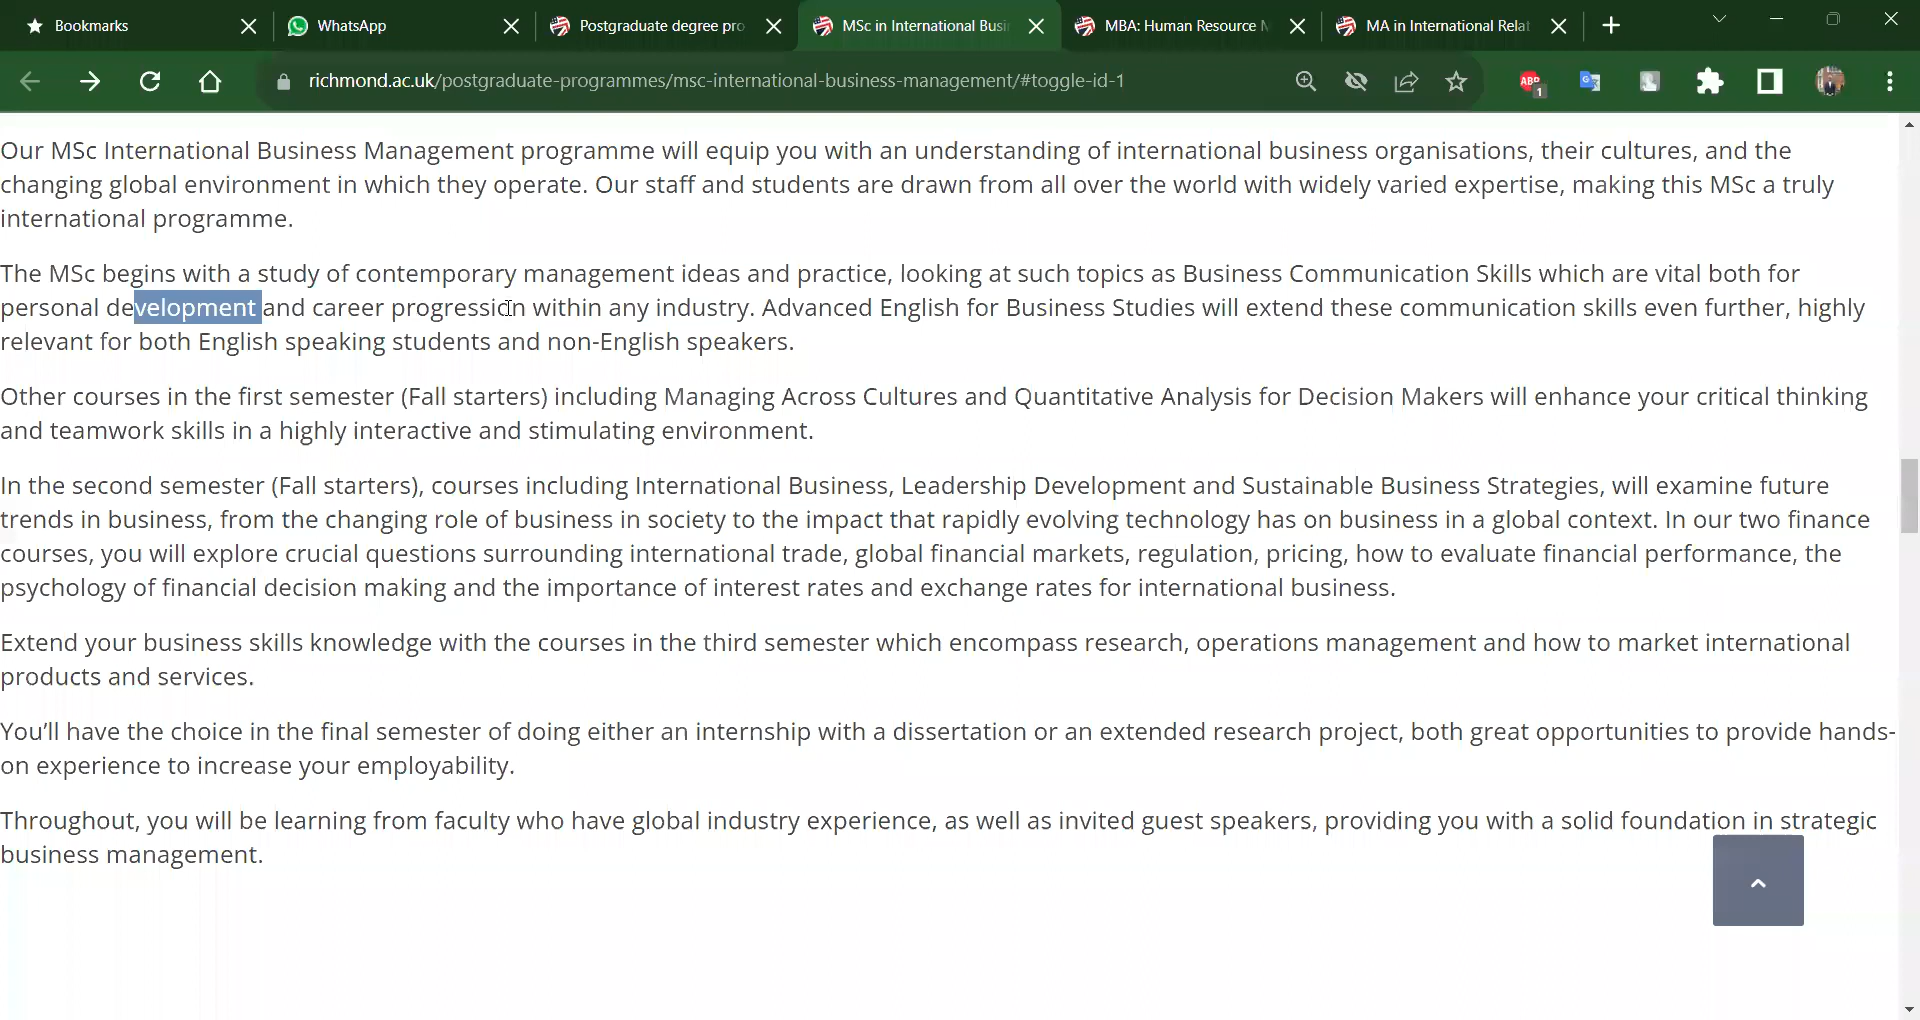 Bookmarks
WhatsApp
Postgraduate degree pro
MSc in International Busi
MBA: Human Resource M
MA in International Relat
richmond.ac.uk/postgraduate-programmes/msc-international-business-management/#toggle-id-1
ABP
1
Our MSc International Business Management programme will equip you with an understanding of international business organisations, their cultures, and the
changing global environment in which they operate. Our staff and students are drawn from all over the world with widely varied expertise, making this MSc a truly
international programme.
The MSc begins with a study of contemporary management ideas and practice, looking at such topics as Business Communication Skills which are vital both for
personal development and career progression within any industry. Advanced English for Business Studies will extend these communication skills even further, highly
relevant for both English speaking students and non-English speakers.
Other courses in the first semester (Fall starters) including Managing Across Cultures and Quantitative Analysis for Decision Makers will enhance your critical thinking
and teamwork skills in a highly interactive and stimulating environment.
In the second semester (Fall starters), courses including International Business, Leadership Development and Sustainable Business Strategies, will examine future
trends in business, from the changing role of business in society to the impact that rapidly evolving technology has on business in a global context. In our two finance
courses, you will explore crucial questions surrounding international trade, global financial markets, regulation, pricing, how to evaluate financial performance, the
psychology of financial decision making and the importance of interest rates and exchange rates for international business.
Extend your business skills knowledge with the courses in the third semester which encompass research, operations management and how to market international
products and services.
You’ll have the choice in the final semester of doing either an internship with a dissertation or an extended research project, both great opportunities to provide hands-
on experience to increase your employability.
Throughout, you will be learning from faculty who have global industry experience, as well as invited guest speakers, providing you with a solid foundation in strategic
business management.